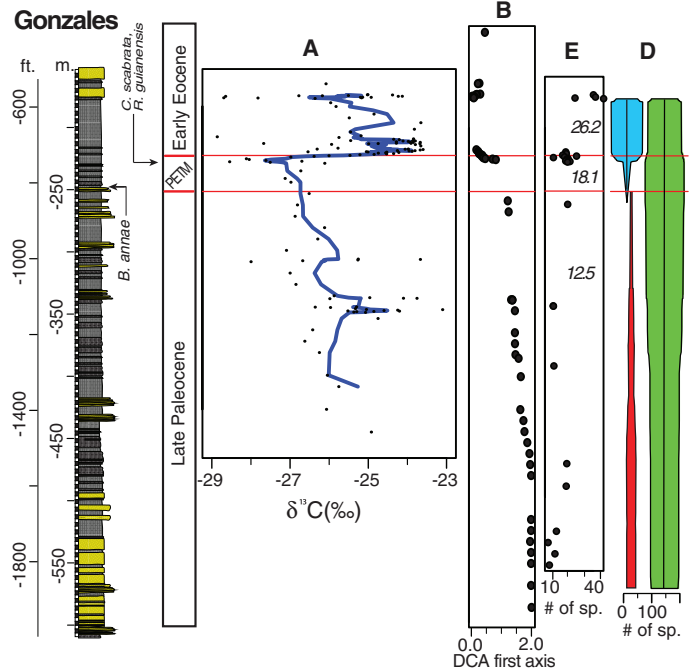 Gonzales
ft.
m.
C. scabrata,
R. guianensis
A
B
E
D
-600
-1000
-1400
-1800
-250
-350
-450
-550
B. annae
Early Eocene
PETM
Late Paleocene
-29
-27
-25
-23
δ¹³C(‰)
0.0
2.0
DCA first axis
26.2
18.1
12.5
10
40
# of sp.
0
100
# of sp.